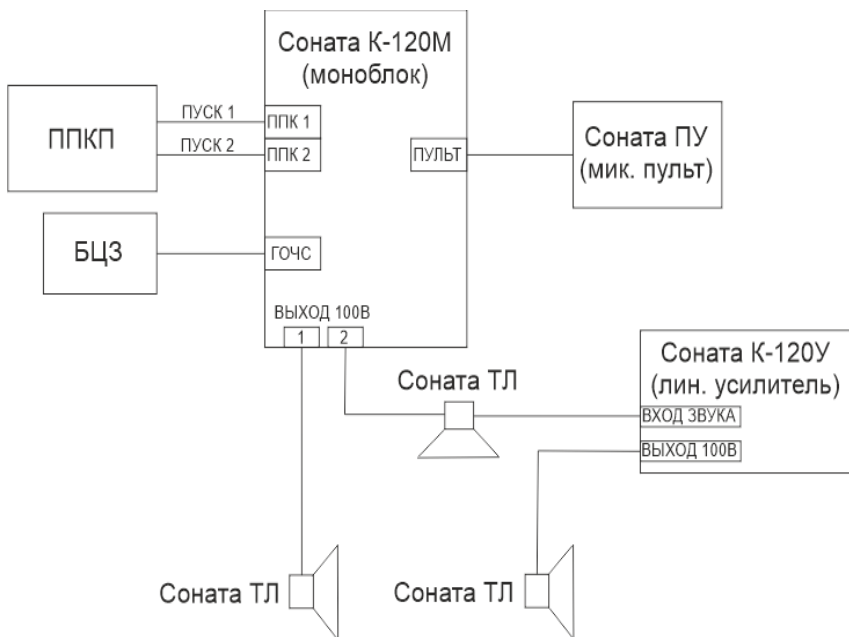 Соната К-120М
(моноблок)
ППКП
ПУСК 1
ППК 1
ПУСК 2
ППК 2
ПУЛЬТ
Соната ПУ
(мик. пульт)
БЦЗ
ГОЧС
ВЫХОД 100В
1
2
Соната ТЛ
Соната К-120У
(лин. усилитель)
ВХОД ЗВУКА
ВЫХОД 100В
Соната ТЛ
Соната ТЛ